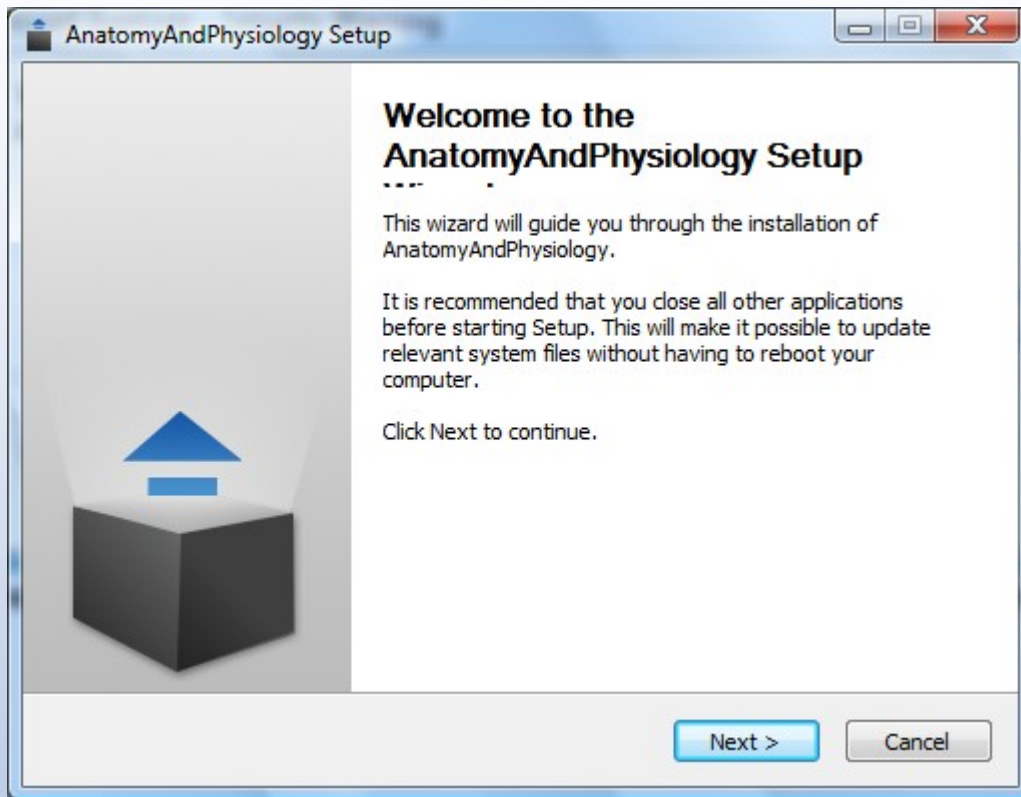 AnatomyAndPhysiology Setup
Welcome to the
AnatomyAndPhysiology Setup
This wizard will guide you through the installation of
AnatomyAndPhysiology.
It is recommended that you close all other applications
before starting Setup. This will make it possible to update
relevant system files without having to reboot your
computer.
Click Next to continue.
Next >
Cancel